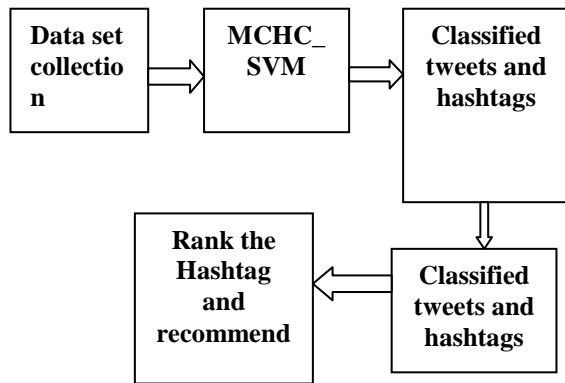 Data set
collectio
n
MCHC_
SVM
Classified
tweets and
hashtags
Classified
tweets and
hashtags
Rank the
Hashtag
and
recommend